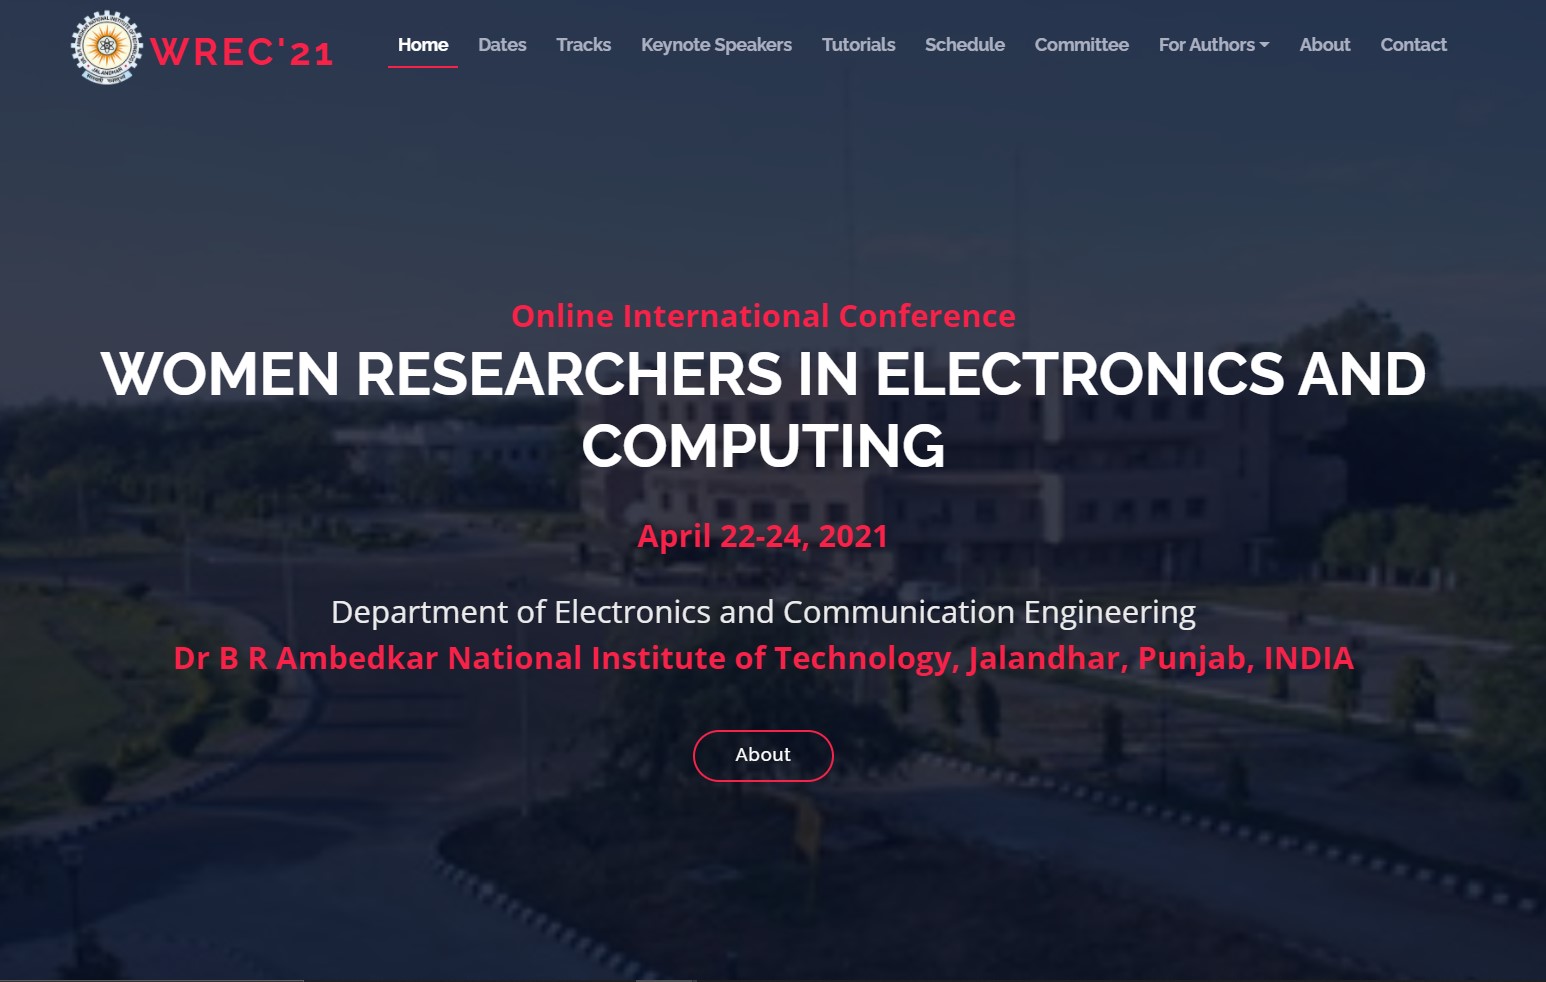 WREC'21
Home Dates Tracks Keynote Speakers Tutorials Schedule Committee For Authors About Contact
Online International Conference
WOMEN RESEARCHERS IN ELECTRONICS AND
COMPUTING
April 22-24, 2021
Department of Electronics and Communication Engineering
Dr B R Ambedkar National Institute of Technology, Jalandhar, Punjab, INDIA
About